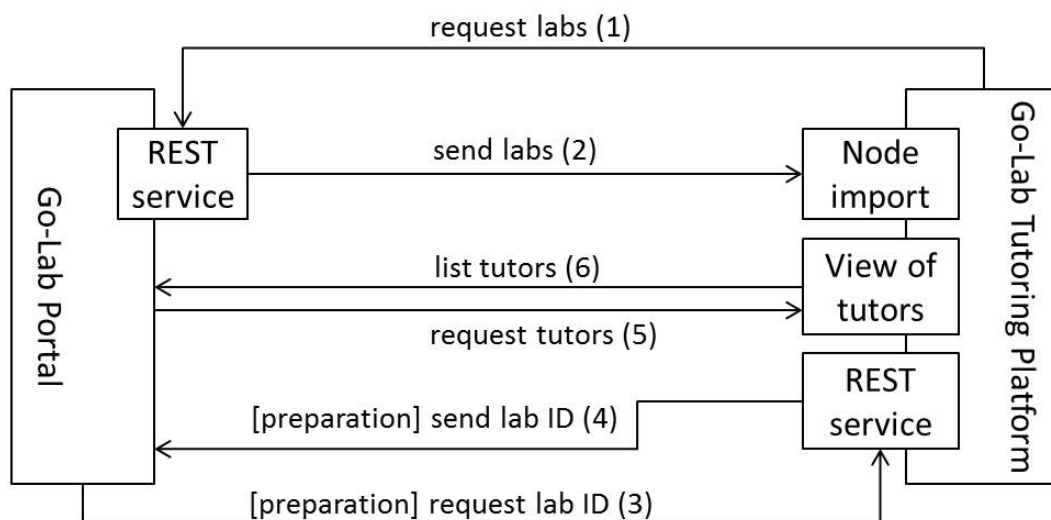 request labs (1)
REST
service
send labs (2)
Node
import
Go-Lab Portal
Go-Lab Tutoring Platform
list tutors (6)
View of
tutors
request tutors (5)
REST
service
[preparation] send lab ID (4)
[preparation] request lab ID (3)